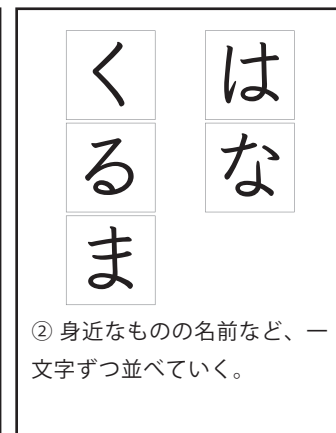 はな
くるま
② 身近なものの名前など、一
文字ずつ並べていく。